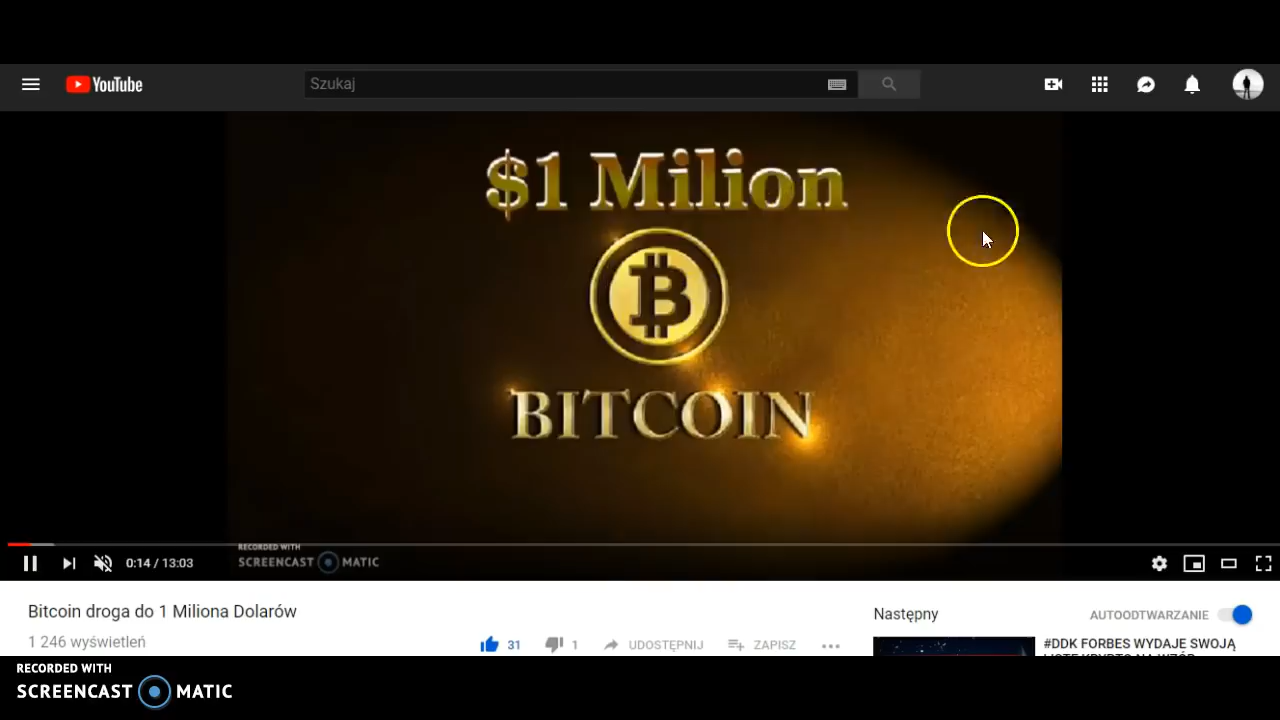 YouTube
Szukaj
$1 Milion
BITCOIN
RECORDED WITH
SCREENCAST MATIC
0:14 / 13:03
Bitcoin droga do 1 Miliona Dolarów
1 246 wyświetleń
31
1
UDOSTĘPNIJ
ZAPISZ
Następny
AUTOODTWARZANIE
#DDK FORBES WYDAJE SWOJĄ
RECORDED WITH
SCREENCAST MATIC